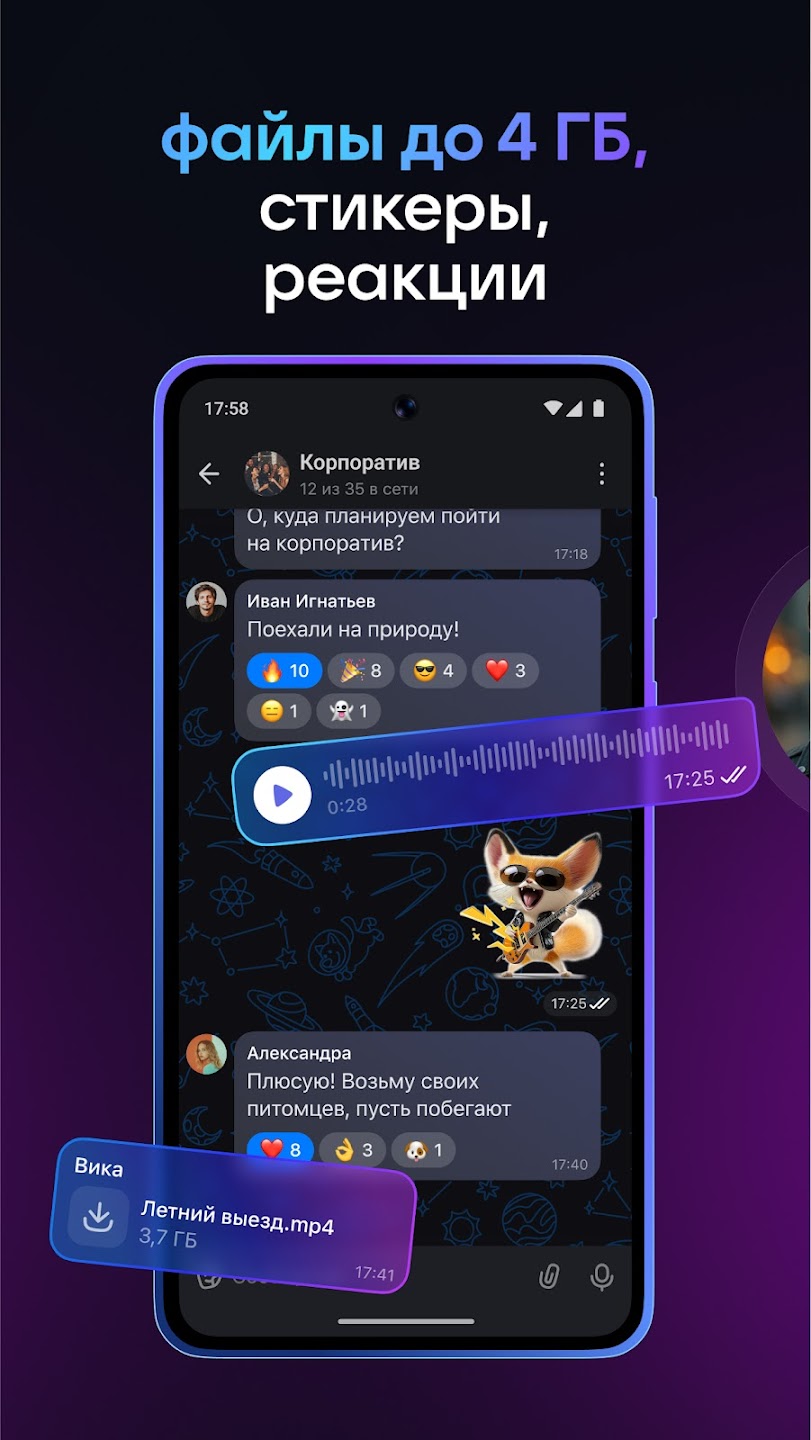 файлы до 4 ГБ,
стикеры,
реакции
17:58
Корпоратив
12 из 35 в сети
О, куда планируем пойти
на корпоратив?
17:18
Иван Игнатьев
Поехали на природу!
10
8
4
3
1
1
0:28
17:25
17:25
Александра
Плюсую! Возьму своих
питомцев, пусть побегают
8
3
1
17:40
Вика
Летний выезд.mp4
3,7 ГБ
17:41